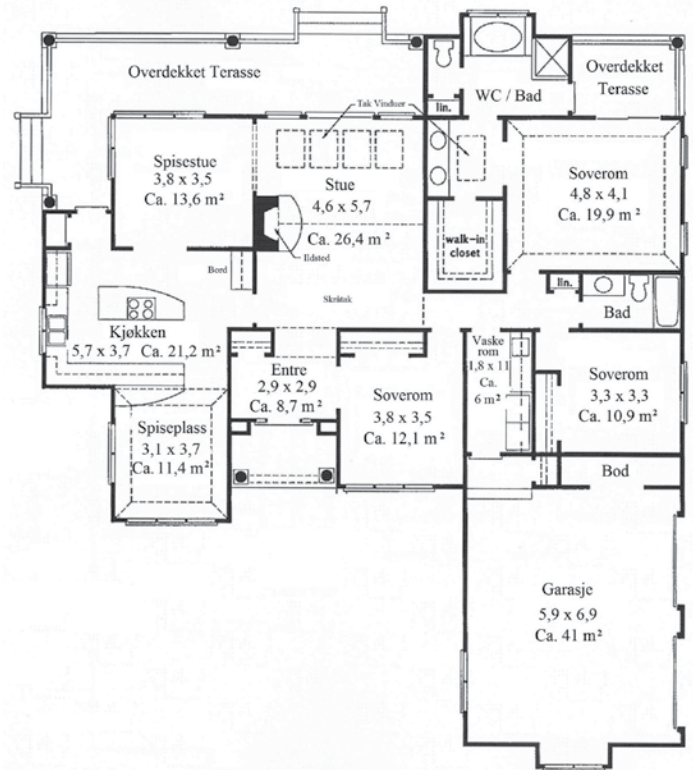 Overdekket Terasse
Tak Vinduer
lin.
WC / Bad
Overdekket
Terasse
Spisestue
3,8 x 3,5
Ca. 13,6 m²
Stue
4,6 x 5,7
Ca. 26,4 m²
Ildsted
Soverom
4,8 x 4,1
Ca. 19,9 m²
walk-in
closet
Bord
Skråtak
lin.
Bad
Kjøkken
5,7 x 3,7 Ca. 21,2 m²
Entre
2,9 x 2,9
Ca. 8,7 m²
Soverom
3,8 x 3,5
Ca. 12,1 m²
Vaske
rom
1,8 x 11
Ca.
6 m²
Soverom
3,3 x 3,3
Ca. 10,9 m²
Spiseplass
3,1 x 3,7
Ca. 11,4 m²
Bod
Garasje
5,9 x 6,9
Ca. 41 m²